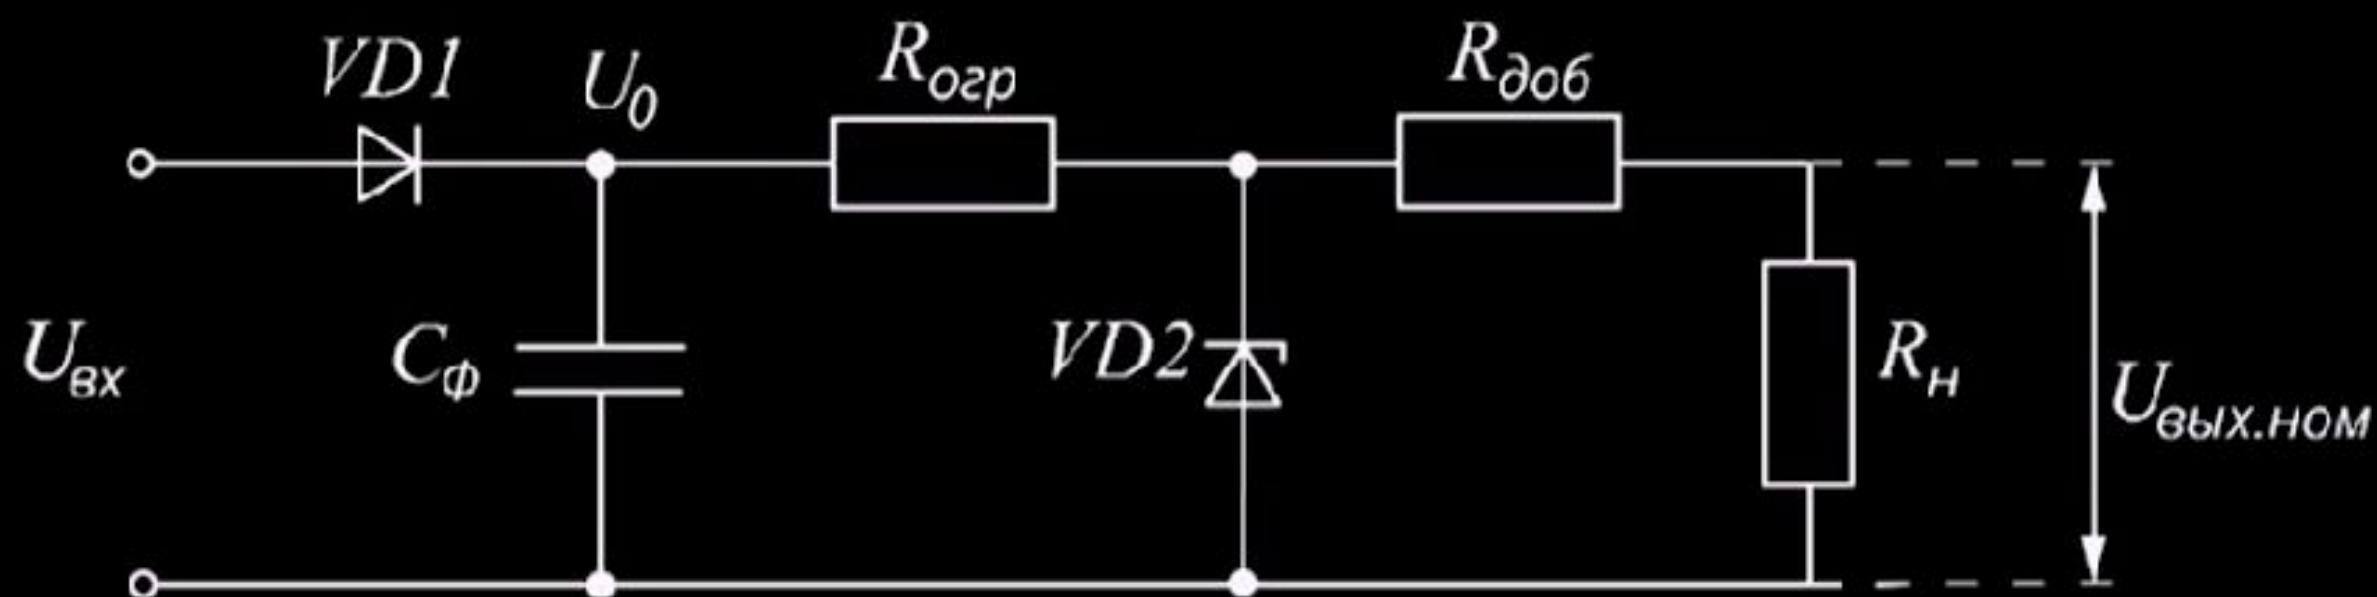 VD1
U₀
Rогр
Rдоб
Uвх
Cф
VD2
Rн
Uвых.ном